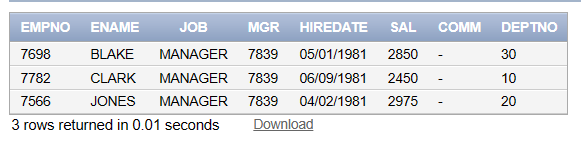 EMPNO ENAME JOB MGR HIREDATE SAL COMM DEPTNO
7698 BLAKE MANAGER 7839 05/01/1981 2850 - 30
7782 CLARK MANAGER 7839 06/09/1981 2450 - 10
7566 JONES MANAGER 7839 04/02/1981 2975 - 20
3 rows returned in 0.01 seconds Download